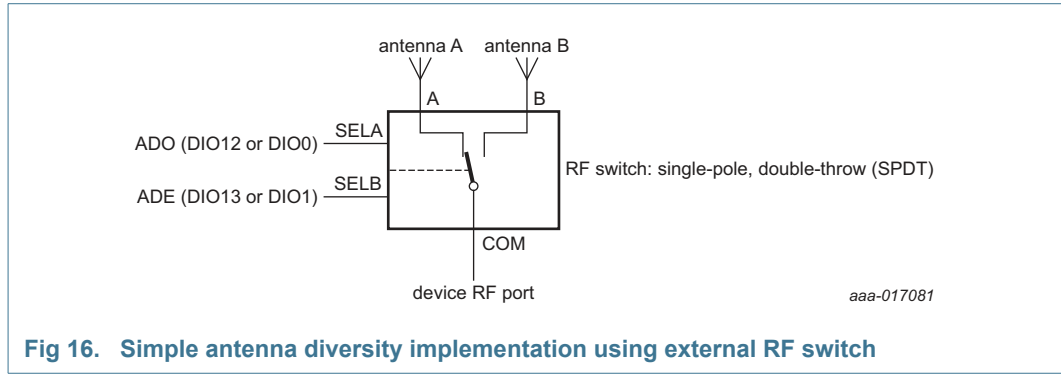 antenna A antenna B
A B
SELA
ADO (DIO12 or DIO0)
RF switch: single-pole, double-throw (SPDT)
SELB
ADE (DIO13 or DIO1)
COM
device RF port
aaa-017081
Fig 16. Simple antenna diversity implementation using external RF switch